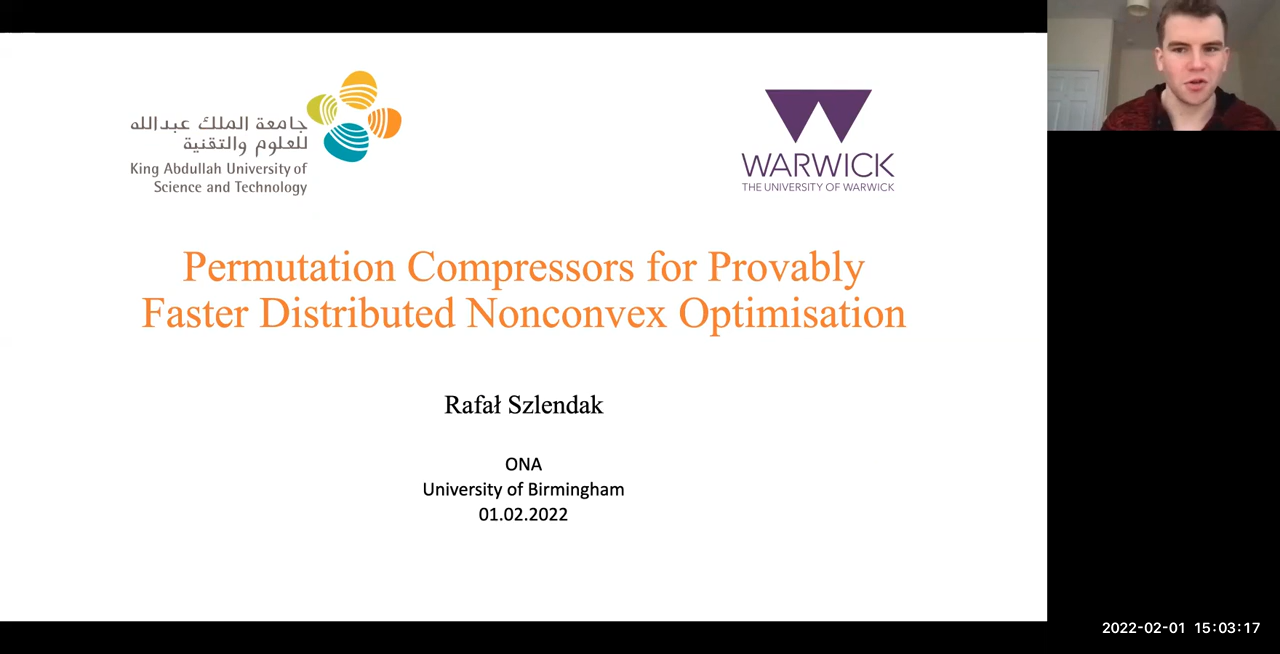 جامعة الملك عبدالله
للعلوم والتقنية
King Abdullah University of
Science and Technology
WARWICK
THE UNIVERSITY OF WARWICK
Permutation Compressors for Provably
Faster Distributed Nonconvex Optimisation
Rafał Szlendak
ONA
University of Birmingham
01.02.2022
2022-02-01 15:03:17